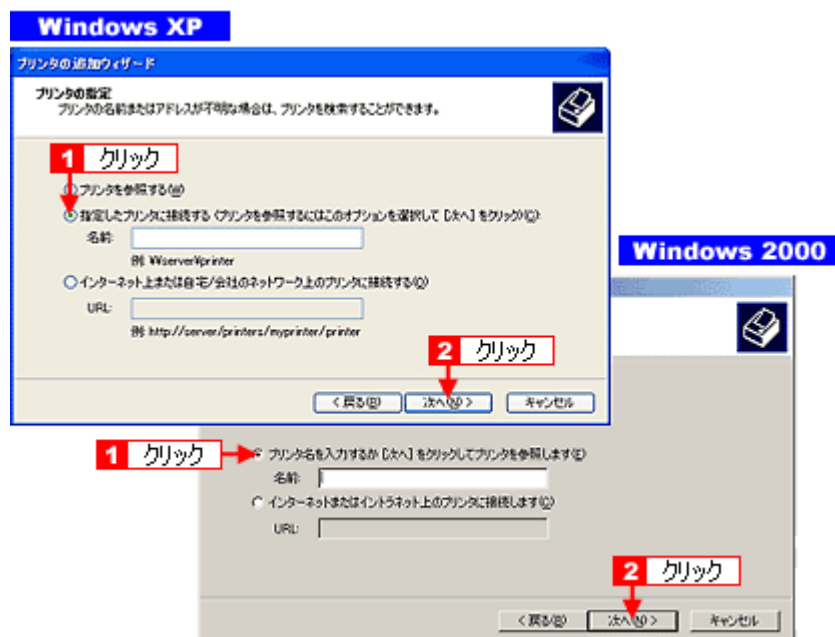 Windows XP
プリンタの追加ウィザード
プリンタの指定
プリンタの名前またはアドレスが不明な場合は、プリンタを検索することができます。
1 クリック
プリンタを参照する(W)
指定したプリンタに接続する (プリンタを参照するにはこのオプションを選択して [次へ] をクリック)(C):
名前:
例: ¥¥server¥printer
インターネット上または自宅/会社のネットワーク上のプリンタに接続する(O):
URL:
例: http://server/printers/myprinter/printer
2 クリック
< 戻る(B)
次へ(N) >
キャンセル
Windows 2000
1 クリック
プリンタ名を入力するか [次へ] をクリックしてプリンタを参照します(E)
名前:
インターネットまたはイントラネット上のプリンタに接続します(C)
URL:
2 クリック
< 戻る(B)
次へ(N) >
キャンセル